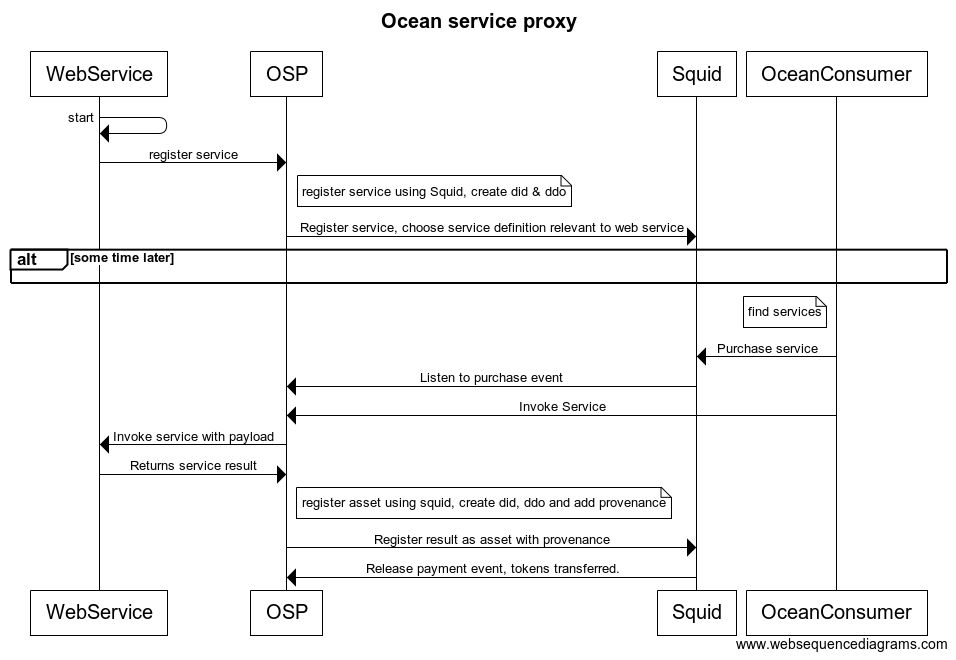 Ocean service proxy
WebService
OSP
Squid
OceanConsumer
start
register service
register service using Squid, create did & ddo
Register service, choose service definition relevant to web service
alt
[some time later]
find services
Purchase service
Listen to purchase event
Invoke Service
Invoke service with payload
Returns service result
register asset using squid, create did, ddo and add provenance
Register result as asset with provenance
Release payment event, tokens transferred.
WebService
OSP
Squid
OceanConsumer
www.websequencediagrams.com